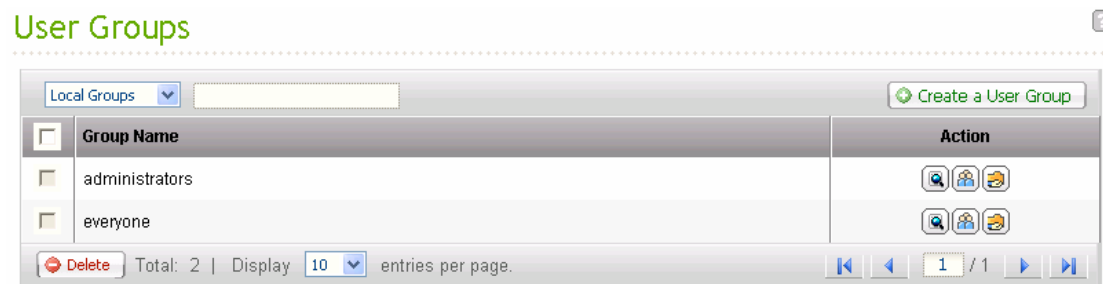 User Groups
Local Groups
Create a User Group
Group Name Action
administrators
everyone
Delete Total: 2 | Display 10 entries per page. 1 / 1